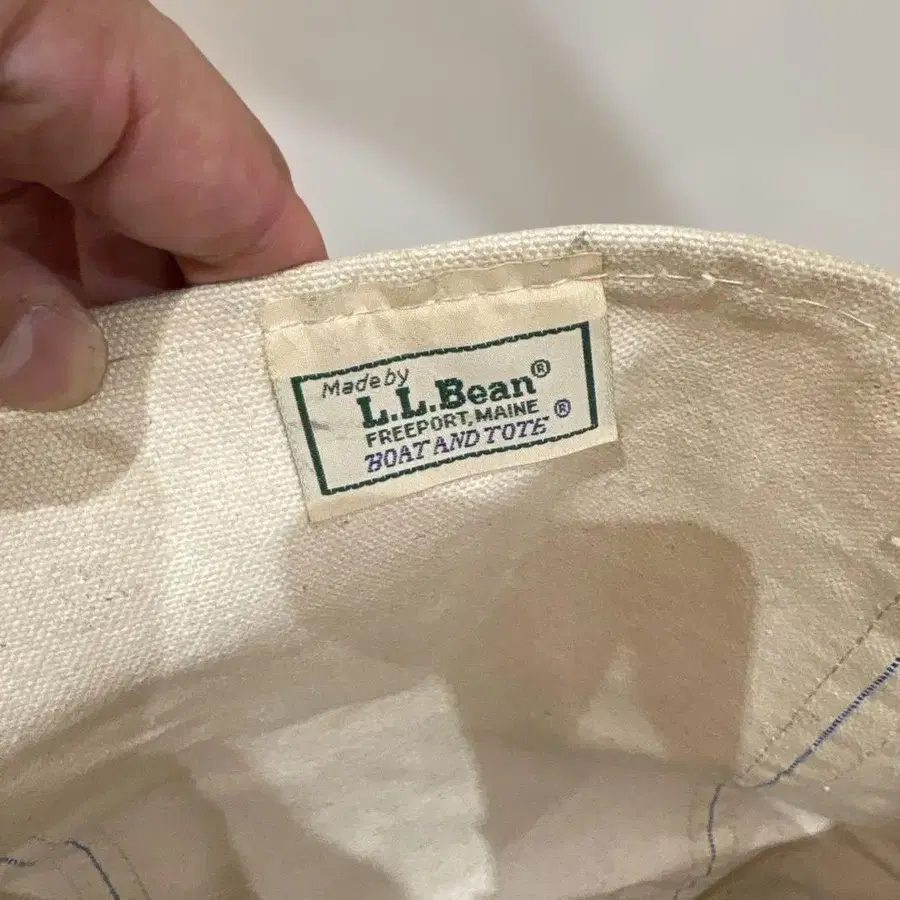 Made by
L.L.Bean®
FREEPORT, MAINE
BOAT AND TOTE®